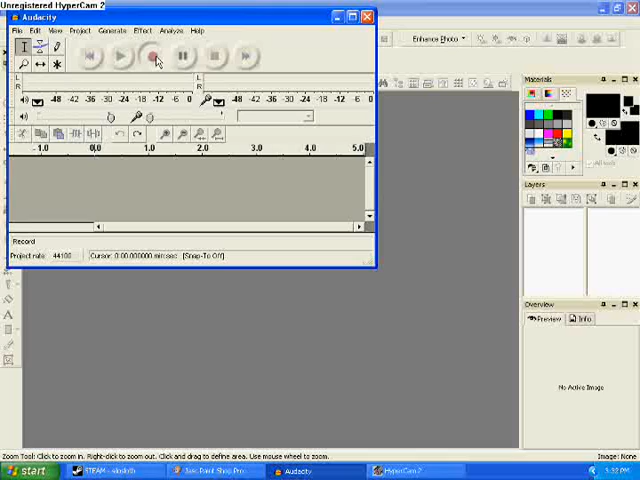 Unregistered HyperCam 2
Audacity
File Edit View Project Generate Effect Analyze Help
Enhance Photo
L
R
-48 -42 -36 -30 -24 -18 -12 -6 0
L
R
-48 -42 -36 -30 -24 -18 -12 -6 0
-1.0 0.0 1.0 2.0 3.0 4.0 5.0
Record
Project rate: 44100 Cursor: 0:00.000000 min:sec [Snap-To Off]
Materials
All tools
Layers
Overview
Preview Info
No Active Image
Zoom Tool: Click to zoom in. Right-click to zoom out. Click and drag to define area. Use mouse wheel to zoom.
Image: None
start
Jasc Paint Shop Pro...
Audacity
HyperCam 2
5:32 PM